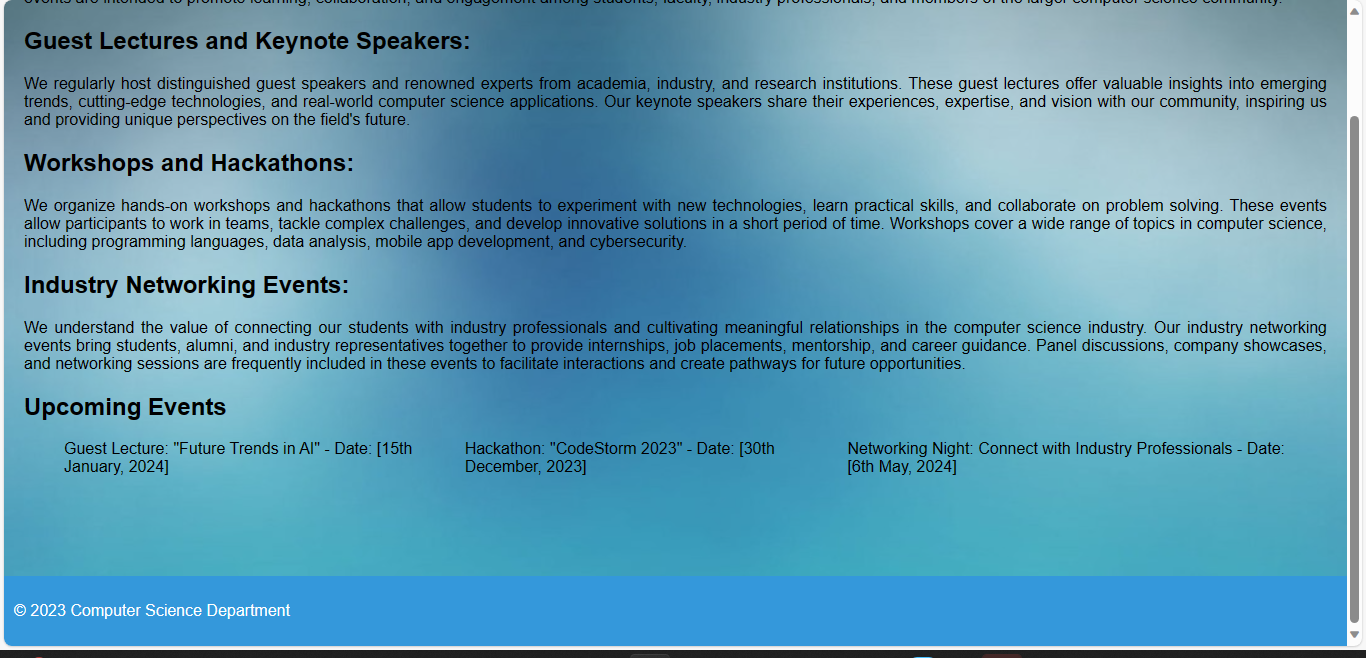 events are intended to promote learning, collaboration, and engagement among students, faculty, industry professionals, and members of the larger computer science community.
Guest Lectures and Keynote Speakers:
We regularly host distinguished guest speakers and renowned experts from academia, industry, and research institutions. These guest lectures offer valuable insights into emerging
trends, cutting-edge technologies, and real-world computer science applications. Our keynote speakers share their experiences, expertise, and vision with our community, inspiring us
and providing unique perspectives on the field's future.
Workshops and Hackathons:
We organize hands-on workshops and hackathons that allow students to experiment with new technologies, learn practical skills, and collaborate on problem solving. These events
allow participants to work in teams, tackle complex challenges, and develop innovative solutions in a short period of time. Workshops cover a wide range of topics in computer science,
including programming languages, data analysis, mobile app development, and cybersecurity.
Industry Networking Events:
We understand the value of connecting our students with industry professionals and cultivating meaningful relationships in the computer science industry. Our industry networking
events bring students, alumni, and industry representatives together to provide internships, job placements, mentorship, and career guidance. Panel discussions, company showcases,
and networking sessions are frequently included in these events to facilitate interactions and create pathways for future opportunities.
Upcoming Events
Guest Lecture: "Future Trends in AI" - Date: [15th
January, 2024]
Hackathon: "CodeStorm 2023" - Date: [30th
December, 2023]
Networking Night: Connect with Industry Professionals - Date:
[6th May, 2024]
© 2023 Computer Science Department